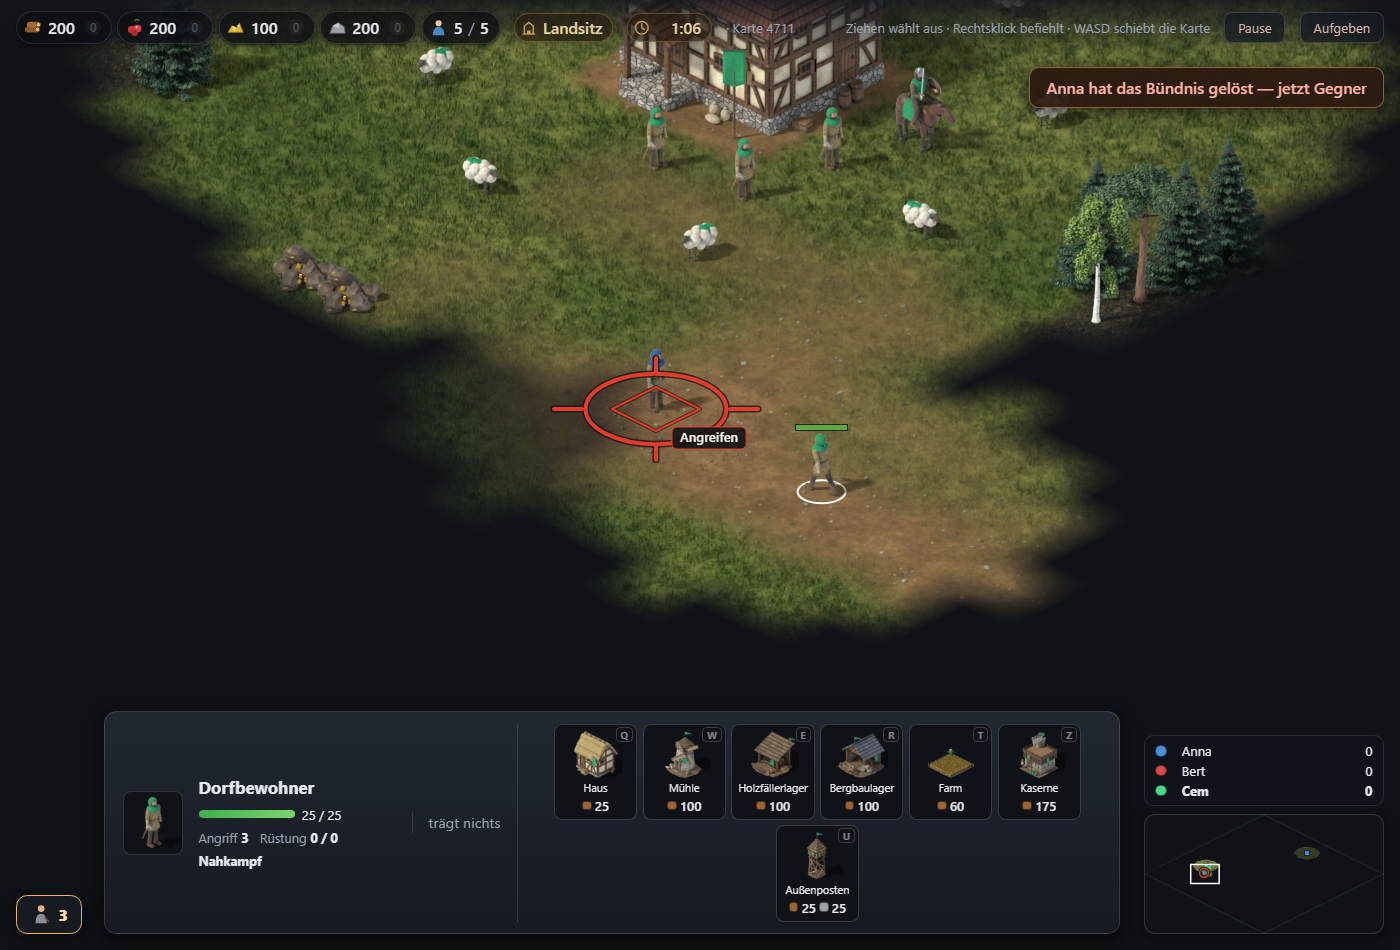 200 0
200 0
100 0
200 0
5 / 5
Landsitz
1:06
· Karte 4711
Ziehen wählt aus · Rechtsklick befiehlt · WASD schiebt die Karte
Pause
Aufgeben
Anna hat das Bündnis gelöst — jetzt Gegner
Angreifen
Dorfbewohner
25 / 25
Angriff 3 Rüstung 0 / 0
Nahkampf
trägt nichts
Q
Haus
25
W
Mühle
100
E
Holzfällerlager
100
R
Bergbaulager
100
T
Farm
60
Z
Kaserne
175
U
Außenposten
25 25
Anna 0
Bert 0
Cem 0
3